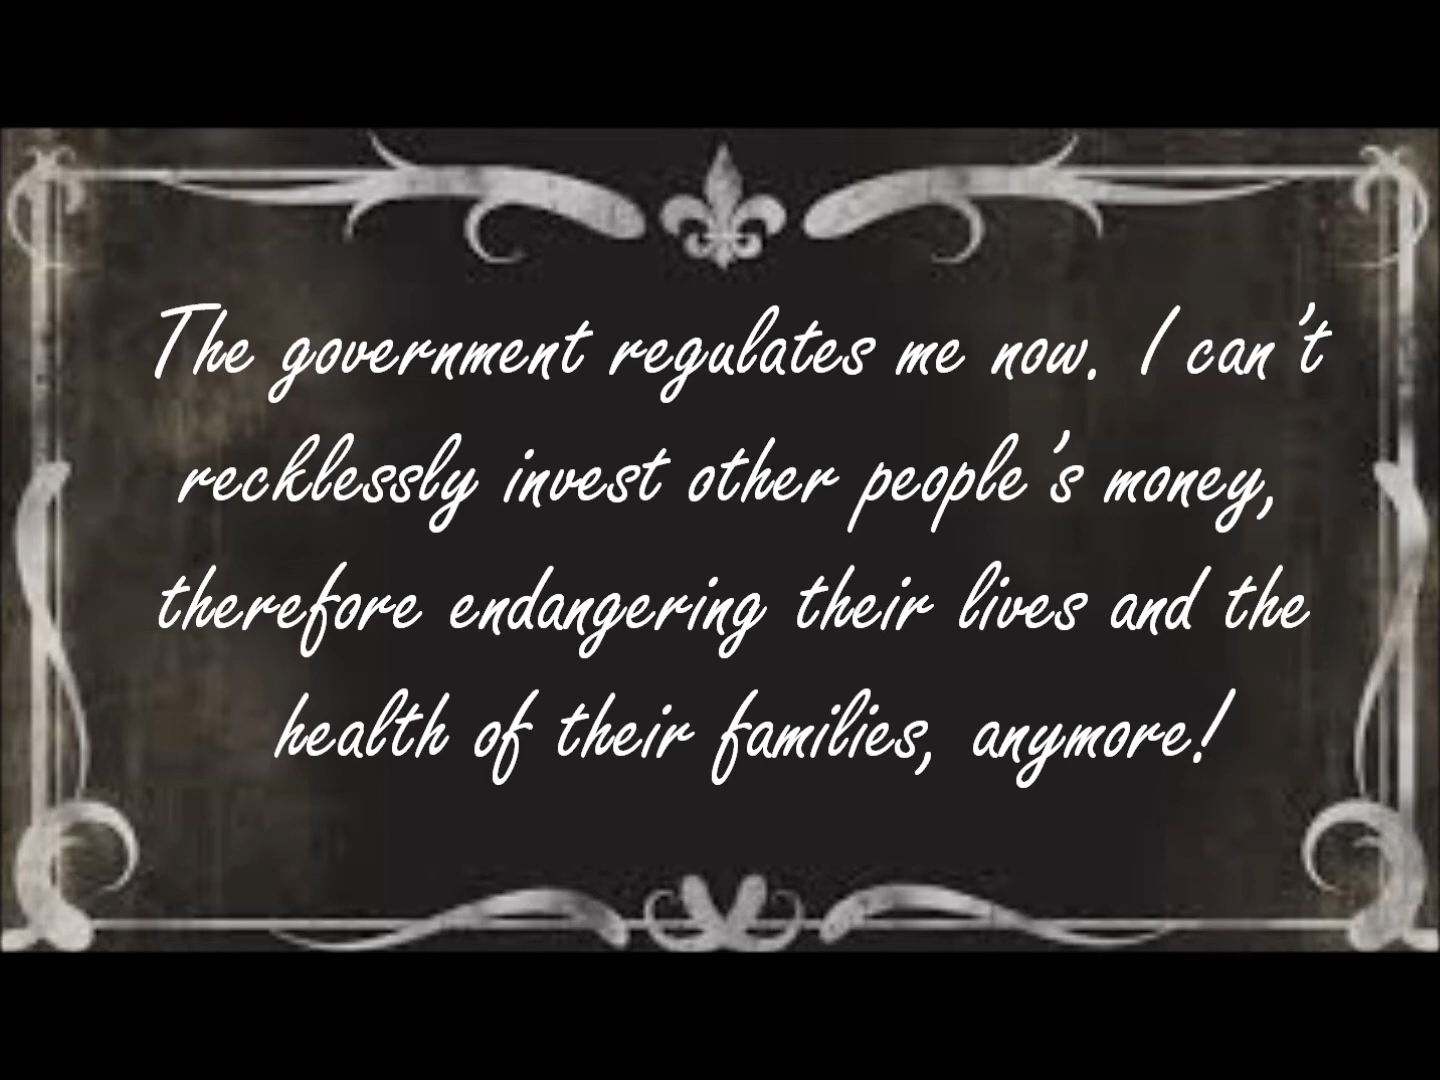 The government regulates me now. I can't
recklessly invest other people's money,
therefore endangering their lives and the
health of their families, anymore!